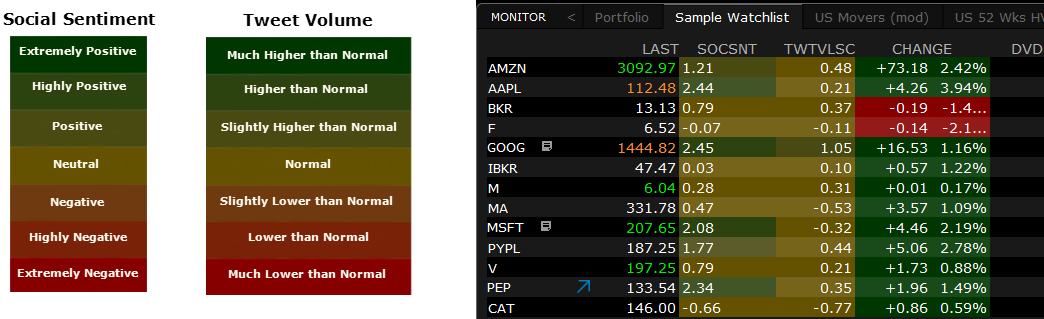 Social Sentiment
Extremely Positive
Highly Positive
Positive
Neutral
Negative
Highly Negative
Extremely Negative
Tweet Volume
Much Higher than Normal
Higher than Normal
Slightly Higher than Normal
Normal
Slightly Lower than Normal
Lower than Normal
Much Lower than Normal
MONITOR < Portfolio Sample Watchlist US Movers (mod) US 52 Wks H
LAST SOCSNT TWTVLSC CHANGE DVD
AMZN 3092.97 1.21 0.48 +73.18 2.42%
AAPL 112.48 2.44 0.21 +4.26 3.94%
BKR 13.13 0.79 0.37 -0.19 -1.4...
F 6.52 -0.07 -0.11 -0.14 -2.1...
GOOG 1444.82 2.45 1.05 +16.53 1.16%
IBKR 47.47 0.03 0.10 +0.57 1.22%
M 6.04 0.28 0.31 +0.01 0.17%
MA 331.78 0.47 -0.53 +3.57 1.09%
MSFT 207.65 2.08 -0.32 +4.46 2.19%
PYPL 187.25 1.77 0.44 +5.06 2.78%
V 197.25 0.79 0.21 +1.73 0.88%
PEP 133.54 2.34 0.35 +1.96 1.49%
CAT 146.00 -0.66 -0.77 +0.86 0.59%